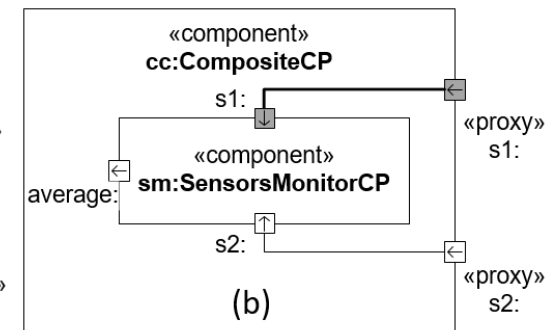 «component»
cc:CompositeCP
s1:
«proxy»
s1:
«component»
sm:SensorsMonitorCP
average:
s2:
«proxy»
s2:
(b)